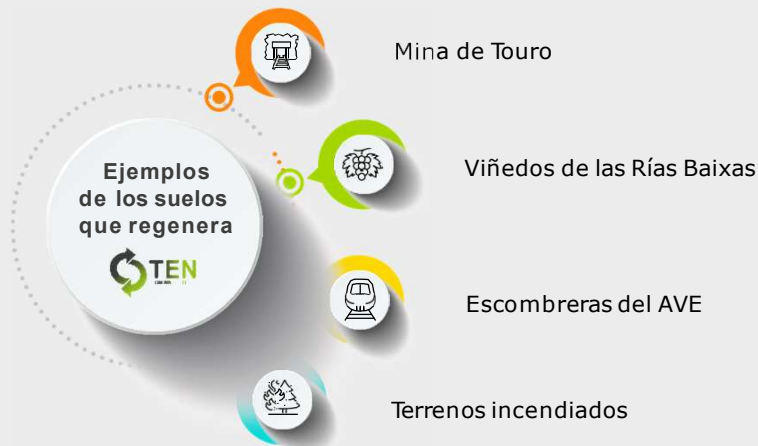 Ejemplos
de los suelos
que regenera
TEN
Mina de Touro
Viñedos de las Rías Baixas
Escombreras del AVE
Terrenos incendiados